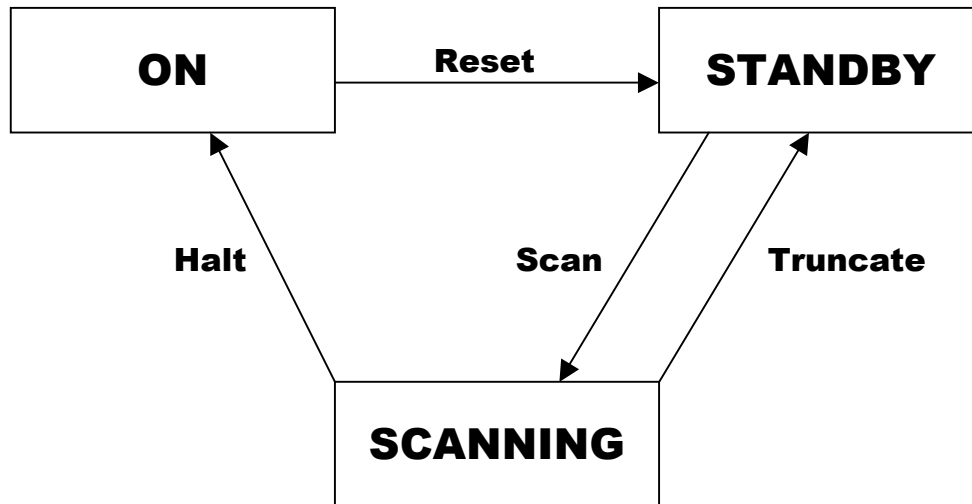 ON
Reset
STANDBY
Halt
Scan
Truncate
SCANNING